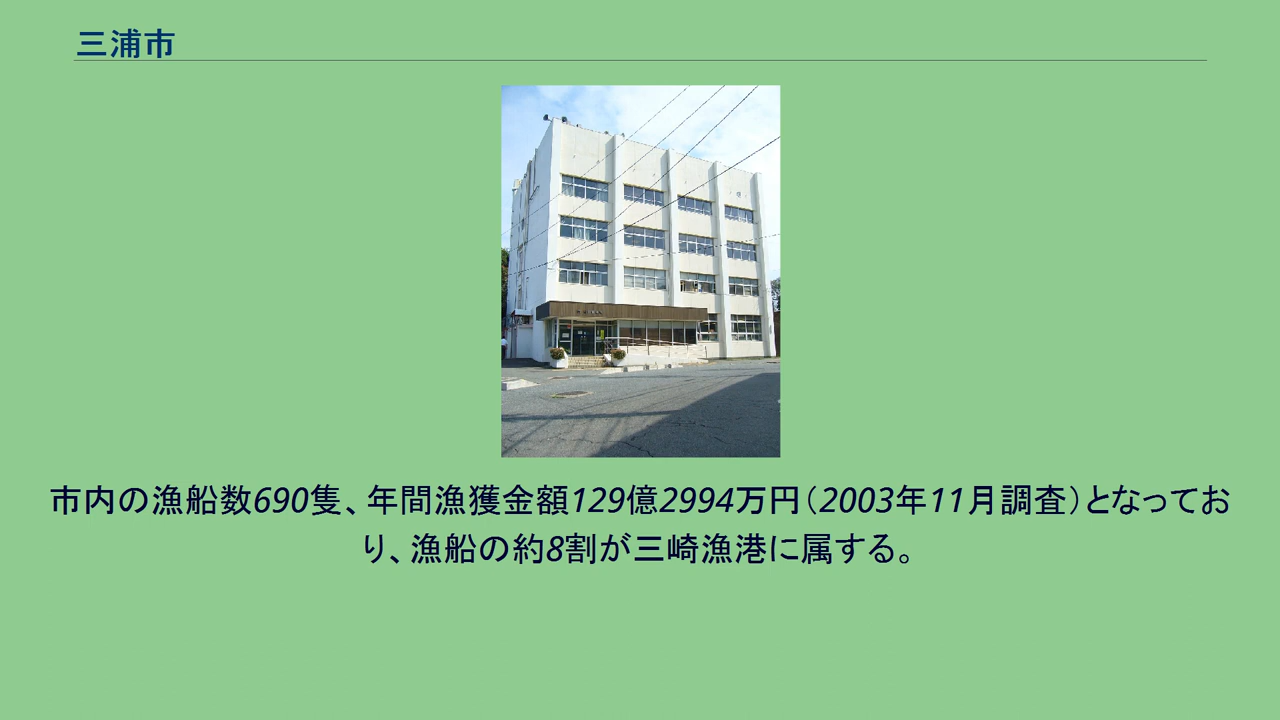 三浦市
市内の漁船数690隻、年間漁獲金額129億2994万円（2003年11月調査）となってお
り、漁船の約8割が三崎漁港に属する。